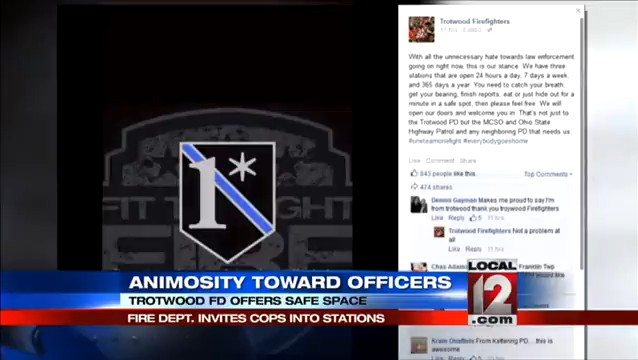 Trotwood Firefighters
With all the unnecessary hate towards law enforcement
going on right now, this is our stance. We have three
stations that are open 24 hours a day, 7 days a week,
and 365 days a year. You need to catch your breath,
get your bearing, finish reports, eat or just hide out for a
minute in a safe spot, then please feel free. We will
open our doors and welcome you in. That's not just to
the Trotwood PD but the MCSO and Ohio State
Highway Patrol and any neighboring PD that needs us.
#oneteamonefight #everybodygoeshome
Like Comment Share
843 people like this. Top Comments
474 shares
Dennis Gayman Makes me proud to say I'm
from trotwood thank you troywood Firefighters
Like Reply 5
Trotwood Firefighters Not a problem at
all
Like Reply
Chas Franklin Twp
1*
ANIMOSITY TOWARD OFFICERS
TROTWOOD FD OFFERS SAFE SPACE
FIRE DEPT. INVITES COPS INTO STATIONS
LOCAL
12
.com
From Kettering PD....this is
awesome
Like Reply